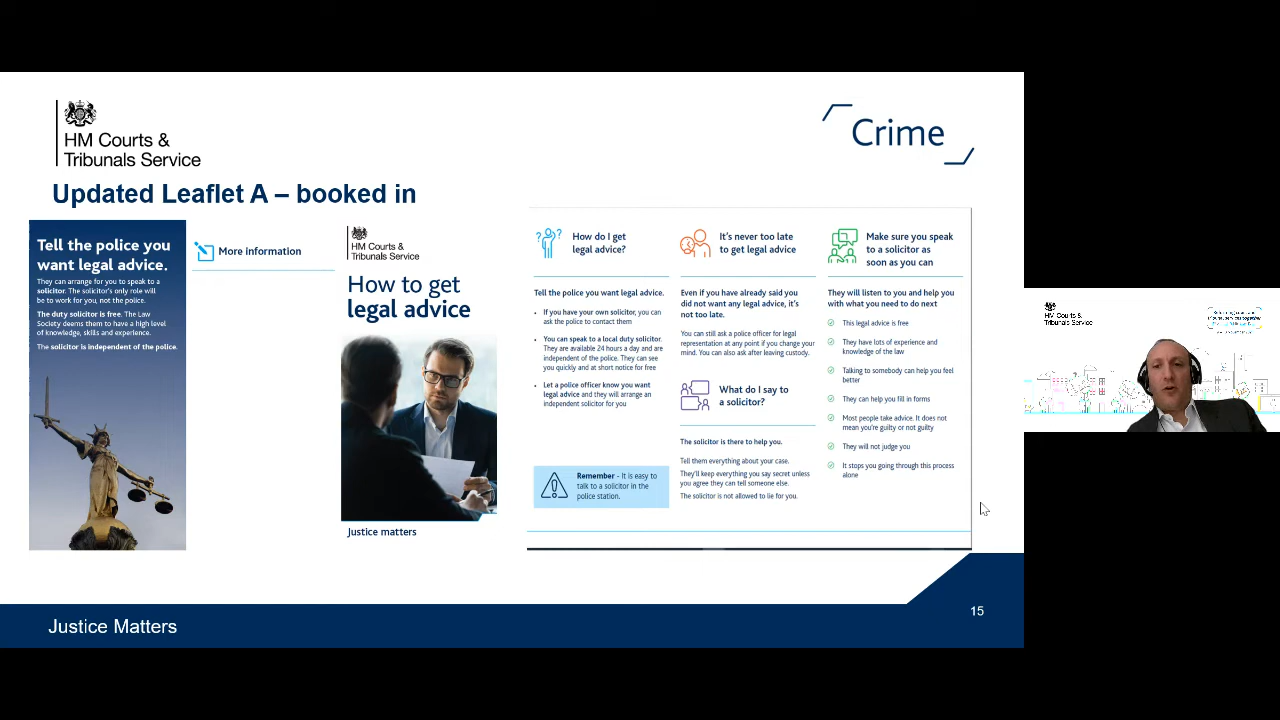 HM Courts &
Tribunals Service
Crime
Updated Leaflet A – booked in
Tell the police you
want legal advice.
They can arrange for you to speak to a
solicitor. The solicitor's only role will
be to work for you, not the police.
The duty solicitor is free. The Law
Society deems them to have a high level
of knowledge, skills and experience.
The solicitor is independent of the police.
More information
HM Courts &
Tribunals Service
How to get
legal advice
Justice matters
How do I get
legal advice?
Tell the police you want legal advice.
• If you have your own solicitor, you can
ask the police to contact them
• You can speak to a local duty solicitor.
They are available 24 hours a day and are
independent of the police. They can see
you quickly and at short notice for free
• Let a police officer know you want
legal advice and they will arrange an
independent solicitor for you
Remember - It is easy to
talk to a solicitor in the
police station.
It's never too late
to get legal advice
Even if you have already said you
did not want any legal advice, it's
not too late.
You can still ask a police officer for legal
representation at any point if you change your
mind. You can also ask after leaving custody.
What do I say to
a solicitor?
The solicitor is there to help you.
Tell them everything about your case.
They'll keep everything you say secret unless
you agree they can tell someone else.
The solicitor is not allowed to lie for you.
Make sure you speak
to a solicitor as
soon as you can
They will listen to you and help you
with what you need to do next
This legal advice is free
They have lots of experience and
knowledge of the law
Talking to somebody can help you feel
better
They can help you fill in forms
Most people take advice. It does not
mean you're guilty or not guilty
They will not judge you
It stops you going through this process
alone
15
Justice Matters
HM Courts &
Tribunals Service